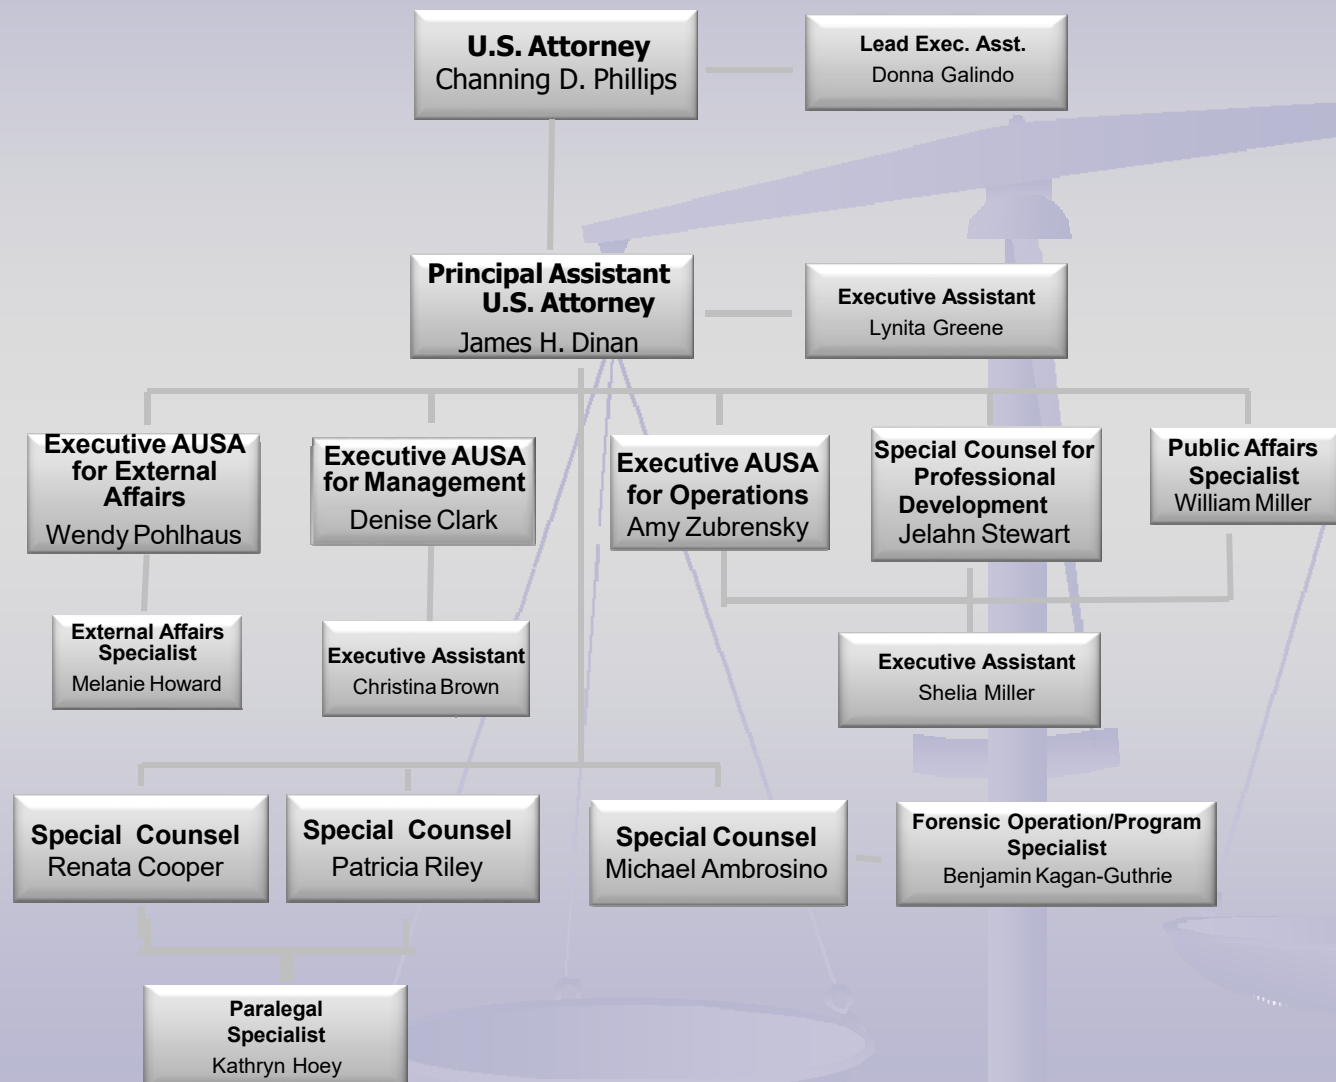 U.S. Attorney
Channing D. Phillips
Lead Exec. Asst.
Donna Galindo
Principal Assistant
U.S. Attorney
James H. Dinan
Executive Assistant
Lynita Greene
Executive AUSA
for External
Affairs
Wendy Pohlhaus
Executive AUSA
for Management
Denise Clark
Executive AUSA
for Operations
Amy Zubrensky
Special Counsel for
Professional
Development
Jelahn Stewart
Public Affairs
Specialist
William Miller
External Affairs
Specialist
Melanie Howard
Executive Assistant
Christina Brown
Executive Assistant
Shelia Miller
Special Counsel
Renata Cooper
Special Counsel
Patricia Riley
Special Counsel
Michael Ambrosino
Forensic Operation/Program
Specialist
Benjamin Kagan-Guthrie
Paralegal
Specialist
Kathryn Hoey